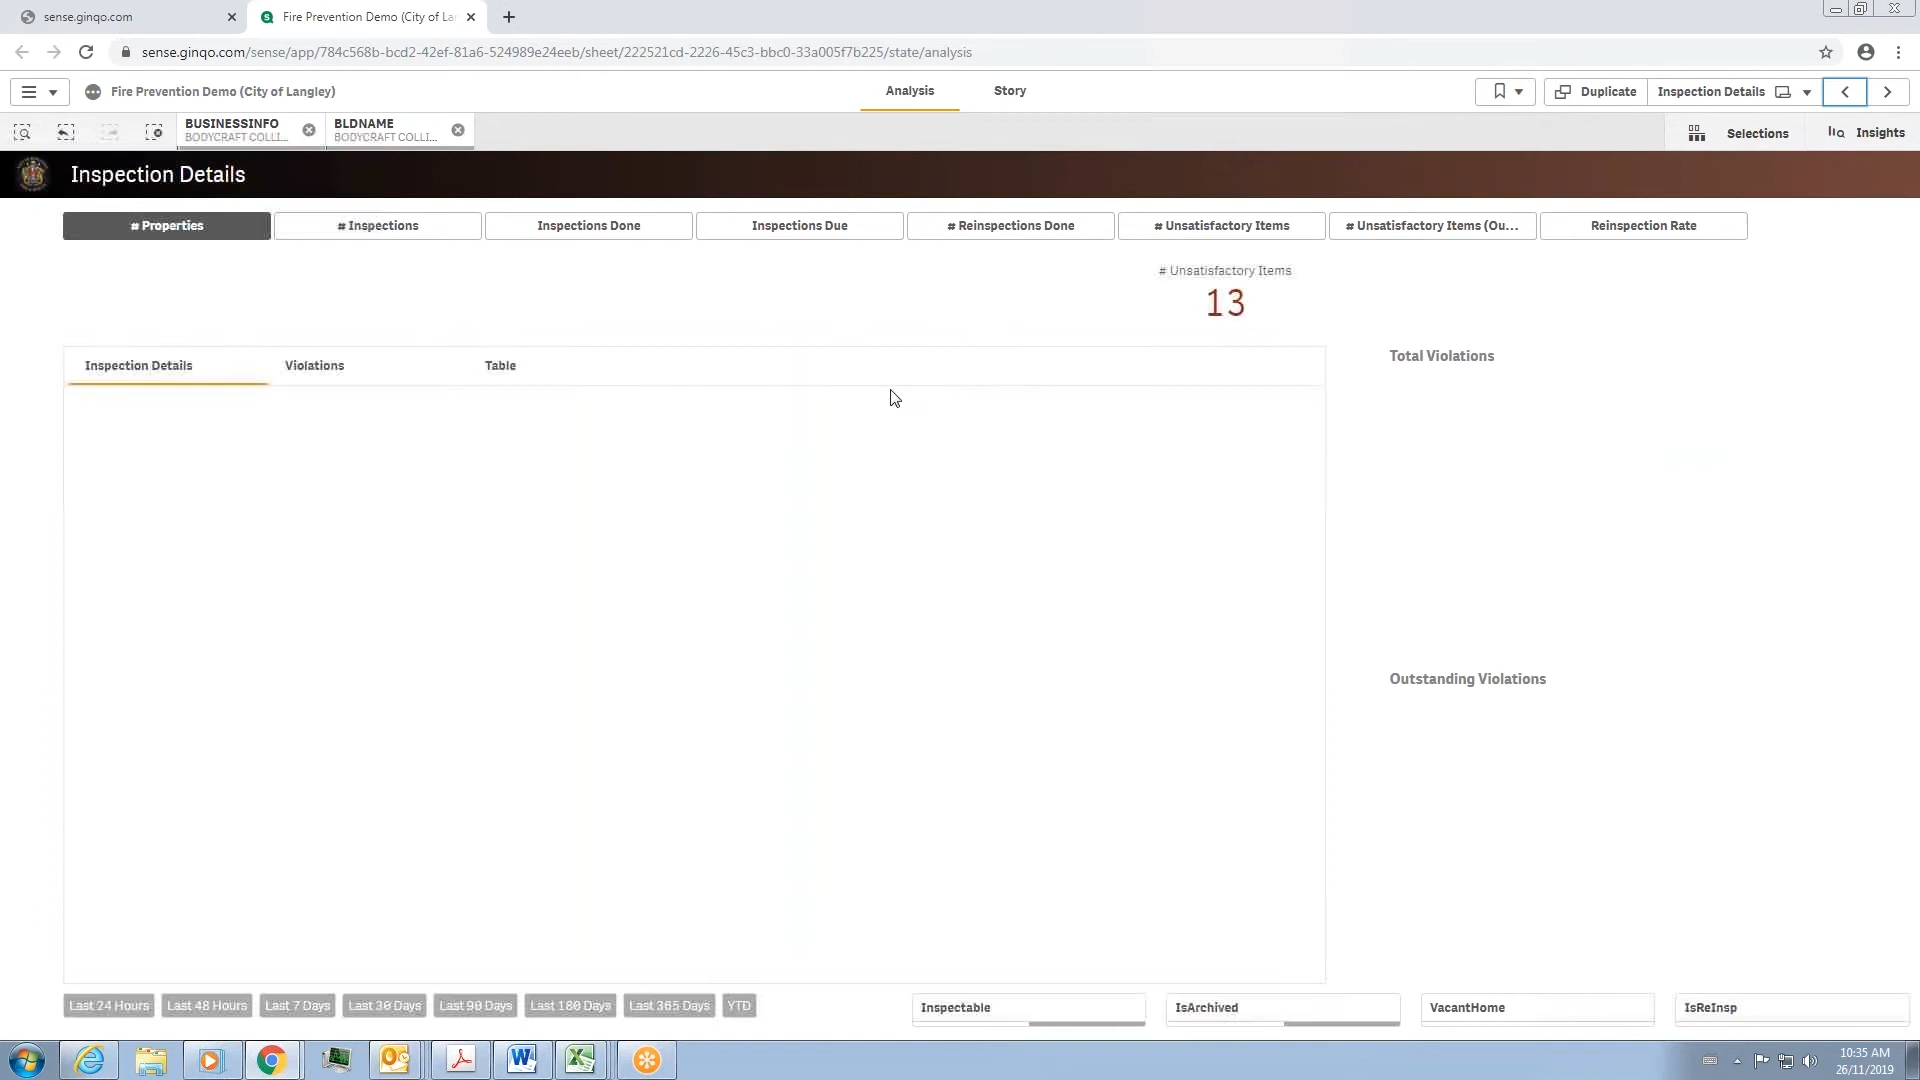 sense.ginqo.com
Fire Prevention Demo (City of Lan
sense.ginqo.com/sense/app/784c568b-bcd2-42ef-81a6-524989e24eeb/sheet/222521cd-2226-45c3-bbc0-33a005f7b225/state/analysis
Fire Prevention Demo (City of Langley)
Analysis
Story
Duplicate
Inspection Details
BUSINESSINFO
BODYCRAFT COLLI...
BLDNAME
BODYCRAFT COLLI...
Selections
Insights
Inspection Details
# Properties
# Inspections
Inspections Done
Inspections Due
# Reinspections Done
# Unsatisfactory Items
# Unsatisfactory Items (Ou...
Reinspection Rate
# Unsatisfactory Items
13
Inspection Details
Violations
Table
Total Violations
Outstanding Violations
Last 24 Hours
Last 48 Hours
Last 7 Days
Last 30 Days
Last 90 Days
Last 180 Days
Last 365 Days
YTD
Inspectable
IsArchived
VacantHome
IsReInsp
10:35 AM
26/11/2019